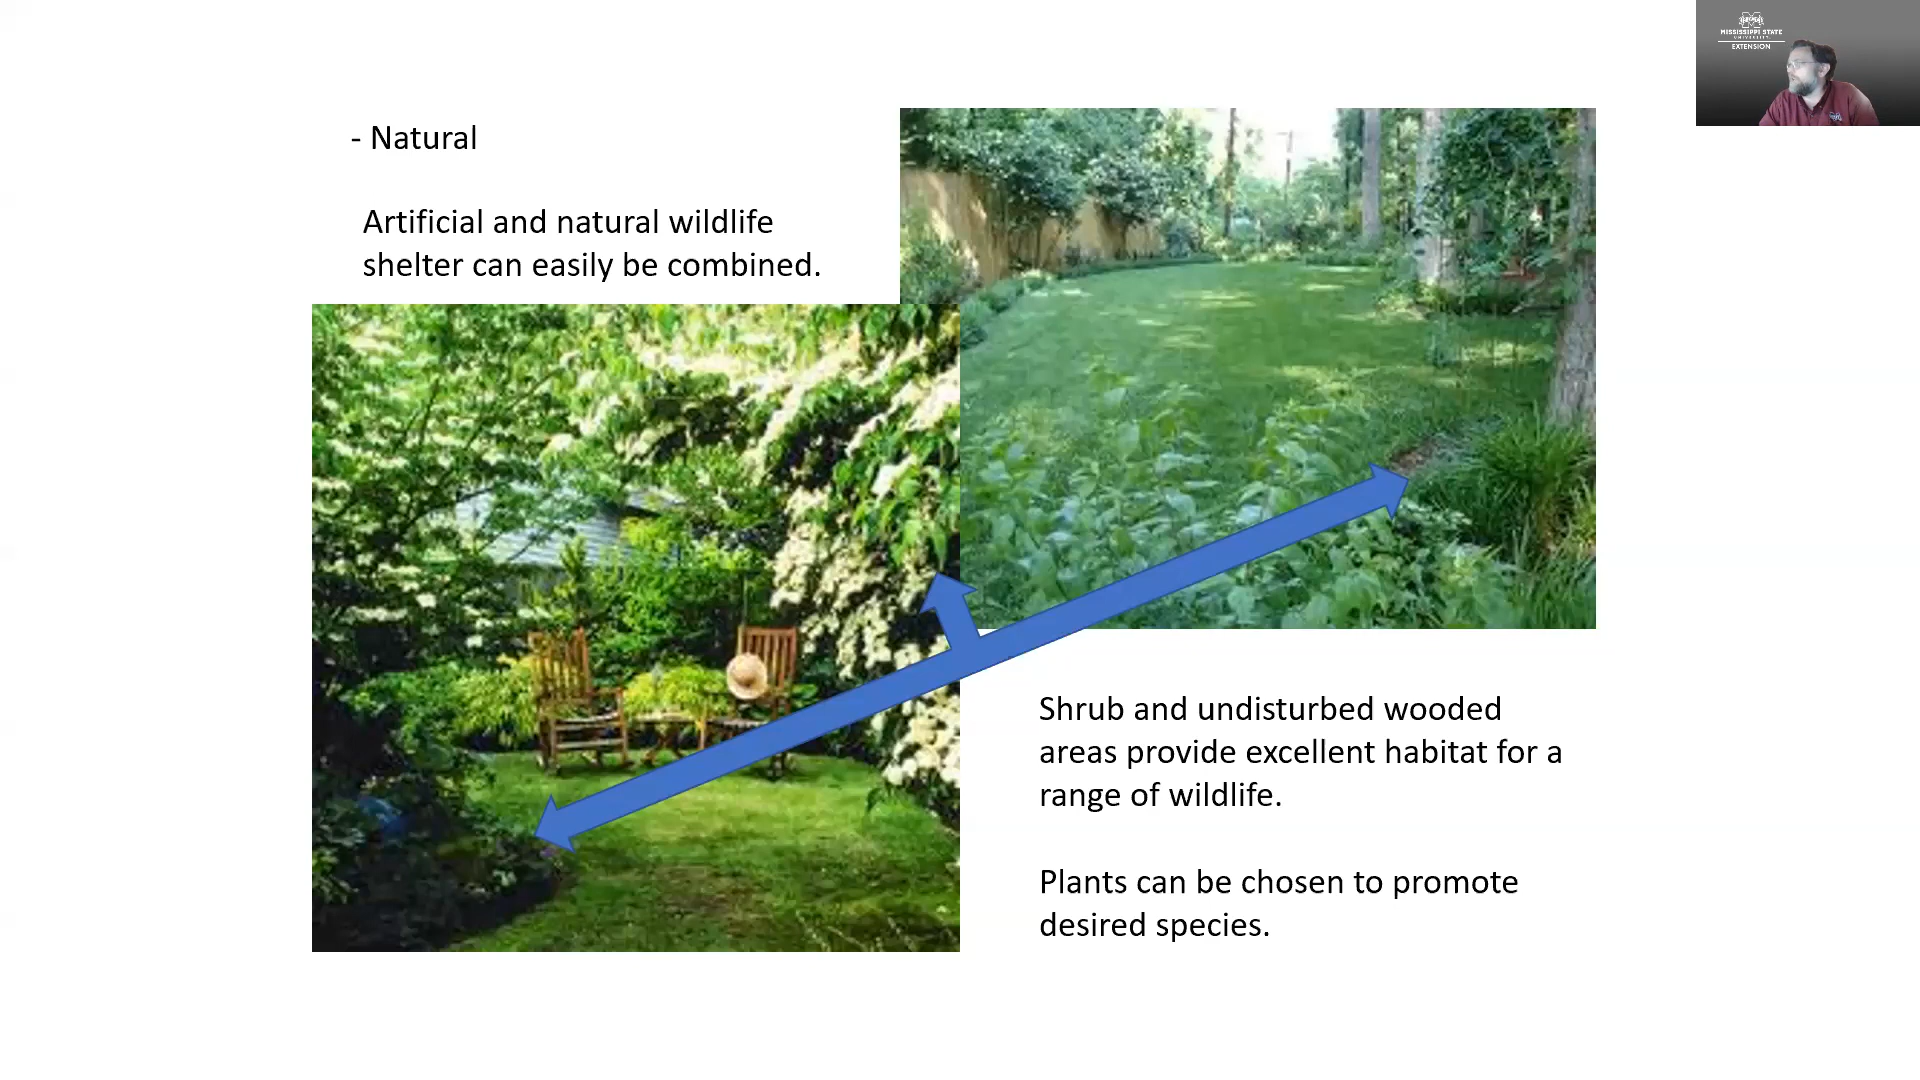 - Natural
Artificial and natural wildlife
shelter can easily be combined.
Shrub and undisturbed wooded
areas provide excellent habitat for a
range of wildlife.
Plants can be chosen to promote
desired species.
MISSISSIPPI STATE
UNIVERSITY
EXTENSION